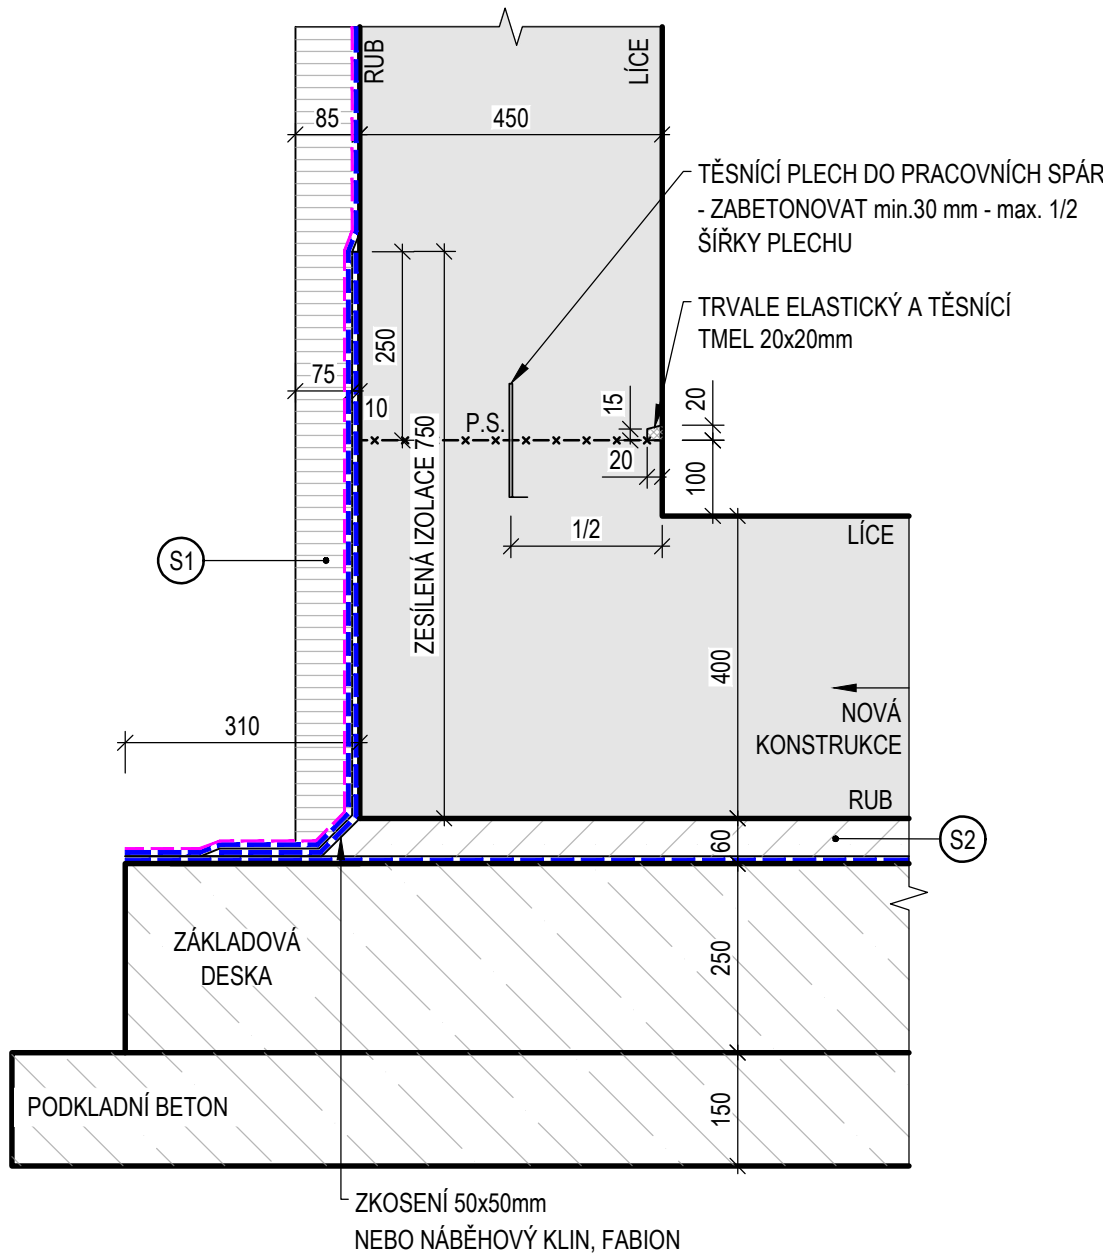 RUB
LÍCE
85
450
TĚSNÍCÍ PLECH DO PRACOVNÍCH SPÁR
- ZABETONOVAT min.30 mm - max. 1/2
ŠÍŘKY PLECHU
TRVALE ELASTICKÝ A TĚSNÍCÍ
TMEL 20x20mm
250
75
10
ZESÍLENÁ IZOLACE 750
P.S.
15
20
20
100
1/2
LÍCE
S1
400
310
NOVÁ
KONSTRUKCE
RUB
60
S2
ZÁKLADOVÁ
DESKA
250
PODKLADNÍ BETON
150
ZKOSENÍ 50x50mm
NEBO NÁBĚHOVÝ KLIN, FABION